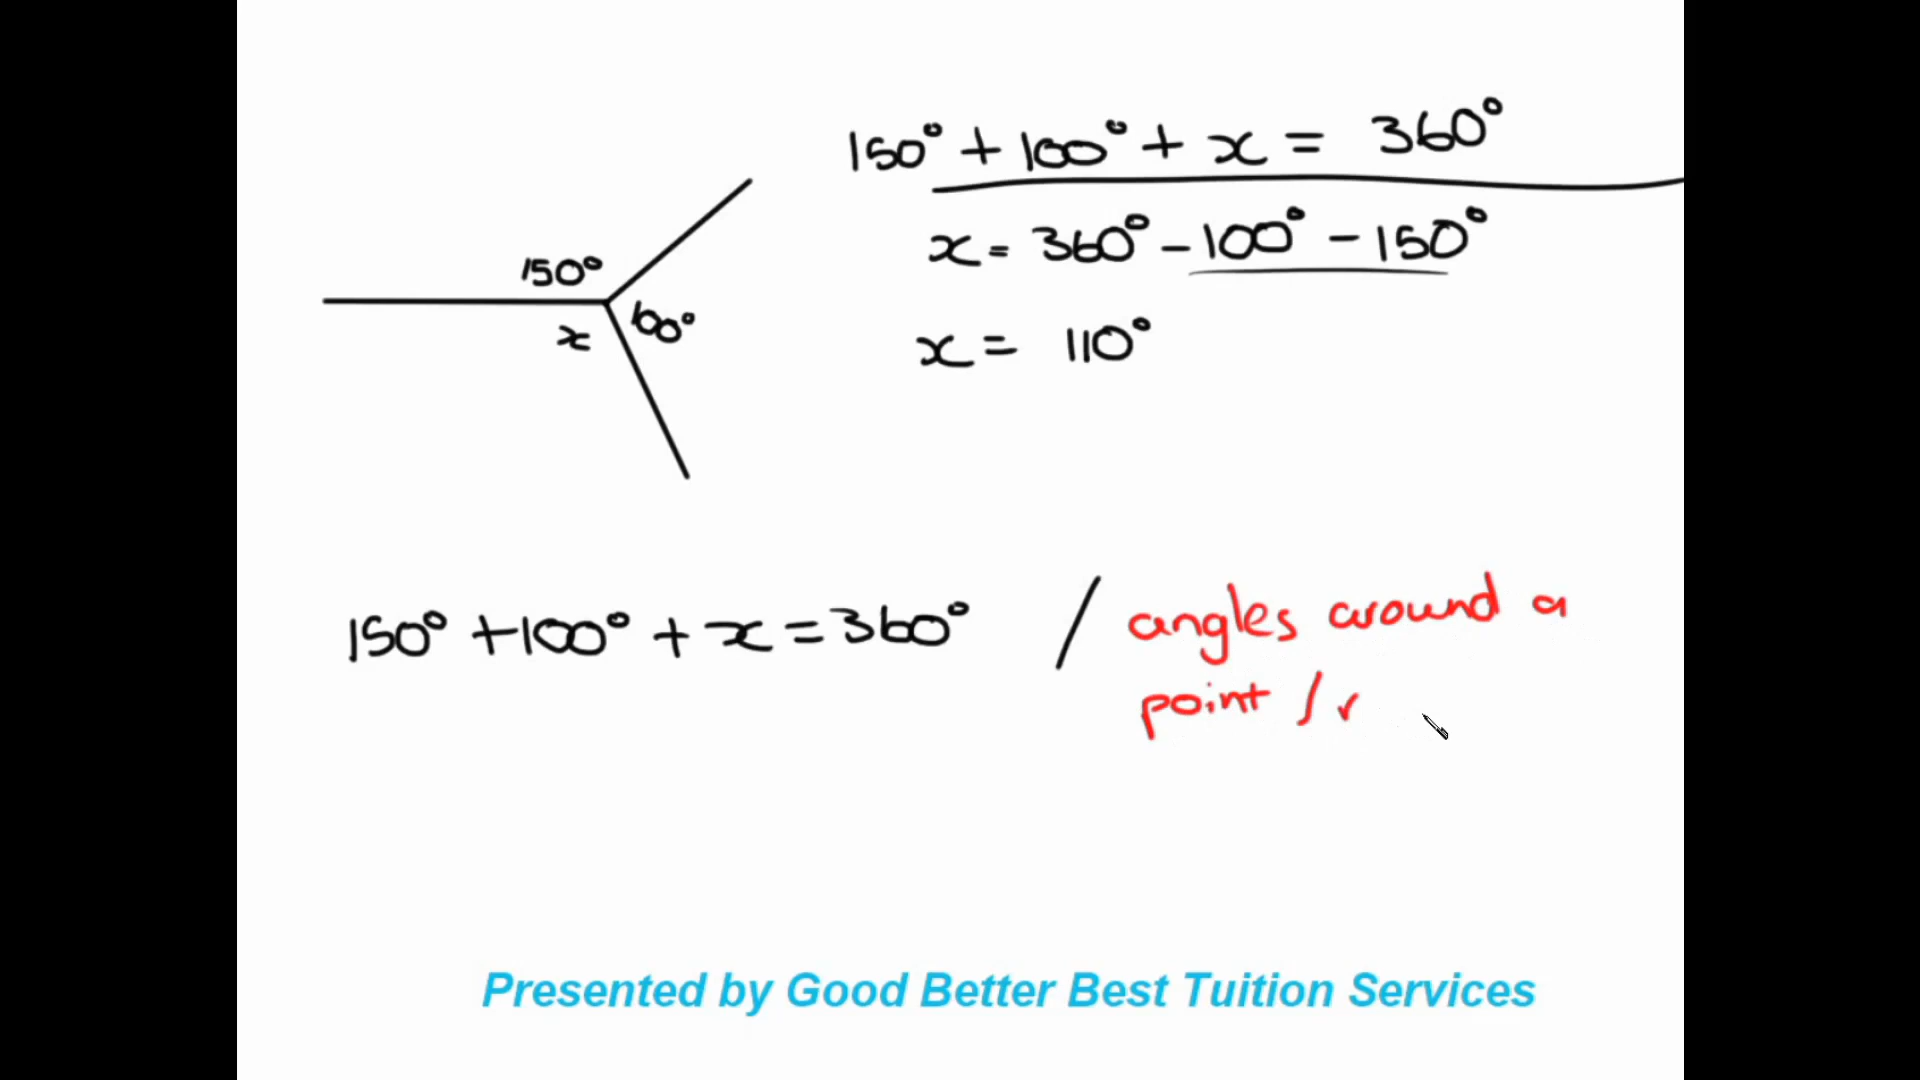 150° + 100° + x = 360°
x = 360° - 100° - 150°
x = 110°
150°
x
100°
150° + 100° + x = 360° / angles around a
point / r
Presented by Good Better Best Tuition Services